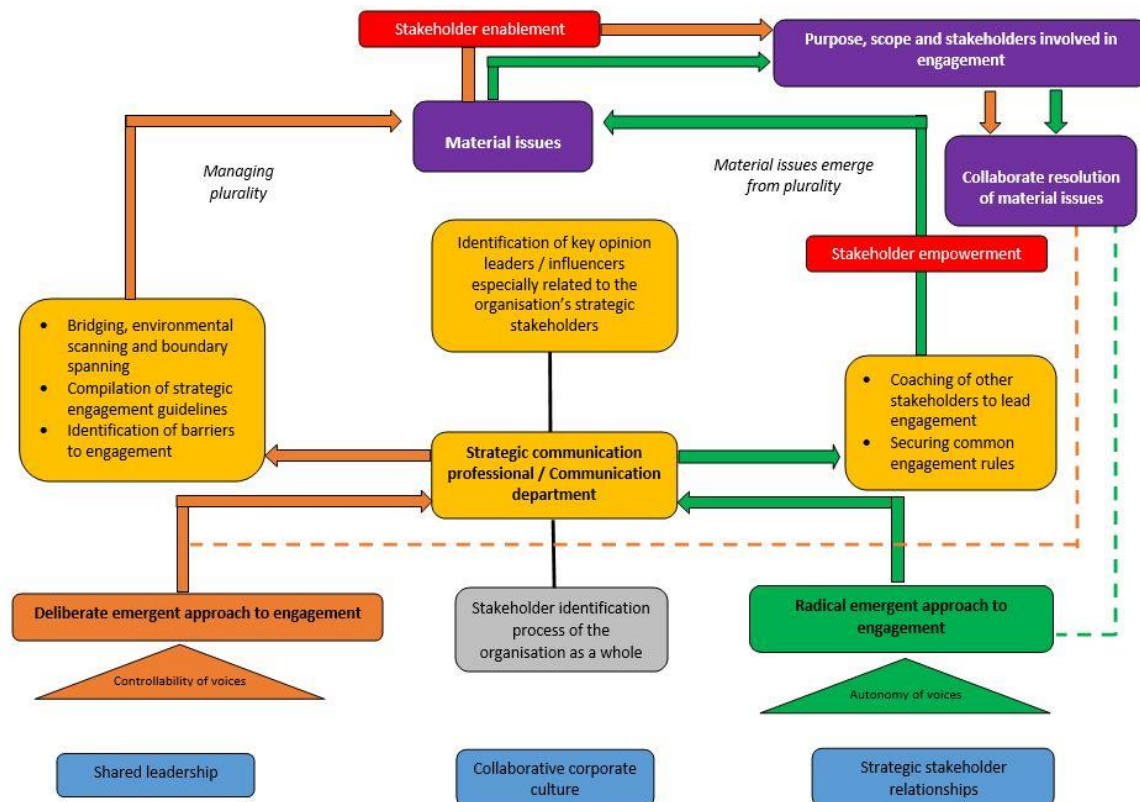 Stakeholder enablement
Purpose, scope and stakeholders involved in
engagement
Material issues
Managing
plurality
Material issues emerge
from plurality
Collaborate resolution
of material issues
Identification of key opinion
leaders / influencers
especially related to the
organisation's strategic
stakeholders
Stakeholder empowerment
• Bridging, environmental
scanning and boundary
spanning
• Compilation of strategic
engagement guidelines
• Identification of barriers
to engagement
• Coaching of other
stakeholders to lead
engagement
• Securing common
engagement rules
Strategic communication
professional / Communication
department
Deliberate emergent approach to engagement
Stakeholder identification
process of the
organisation as a whole
Radical emergent approach to
engagement
Controllability of voices
Autonomy of voices
Shared leadership
Collaborative corporate
culture
Strategic stakeholder
relationships